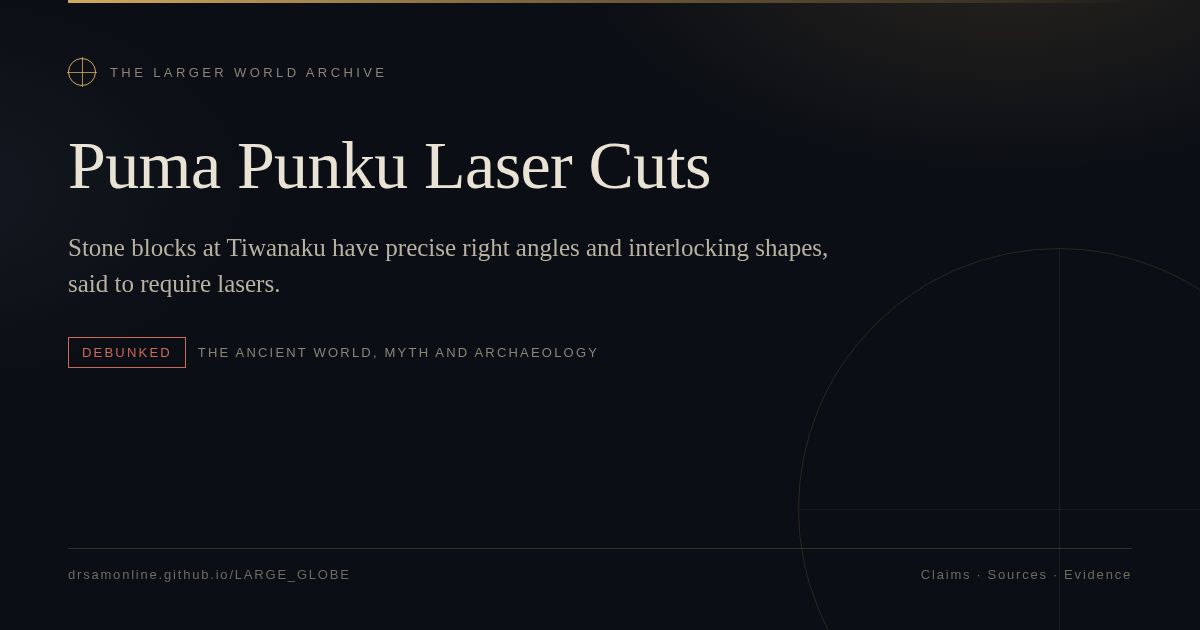 THE LARGER WORLD ARCHIVE
Puma Punku Laser Cuts
Stone blocks at Tiwanaku have precise right angles and interlocking shapes,
said to require lasers.
DEBUNKED
THE ANCIENT WORLD, MYTH AND ARCHAEOLOGY
drsamonline.github.io/LARGE_GLOBE
Claims · Sources · Evidence